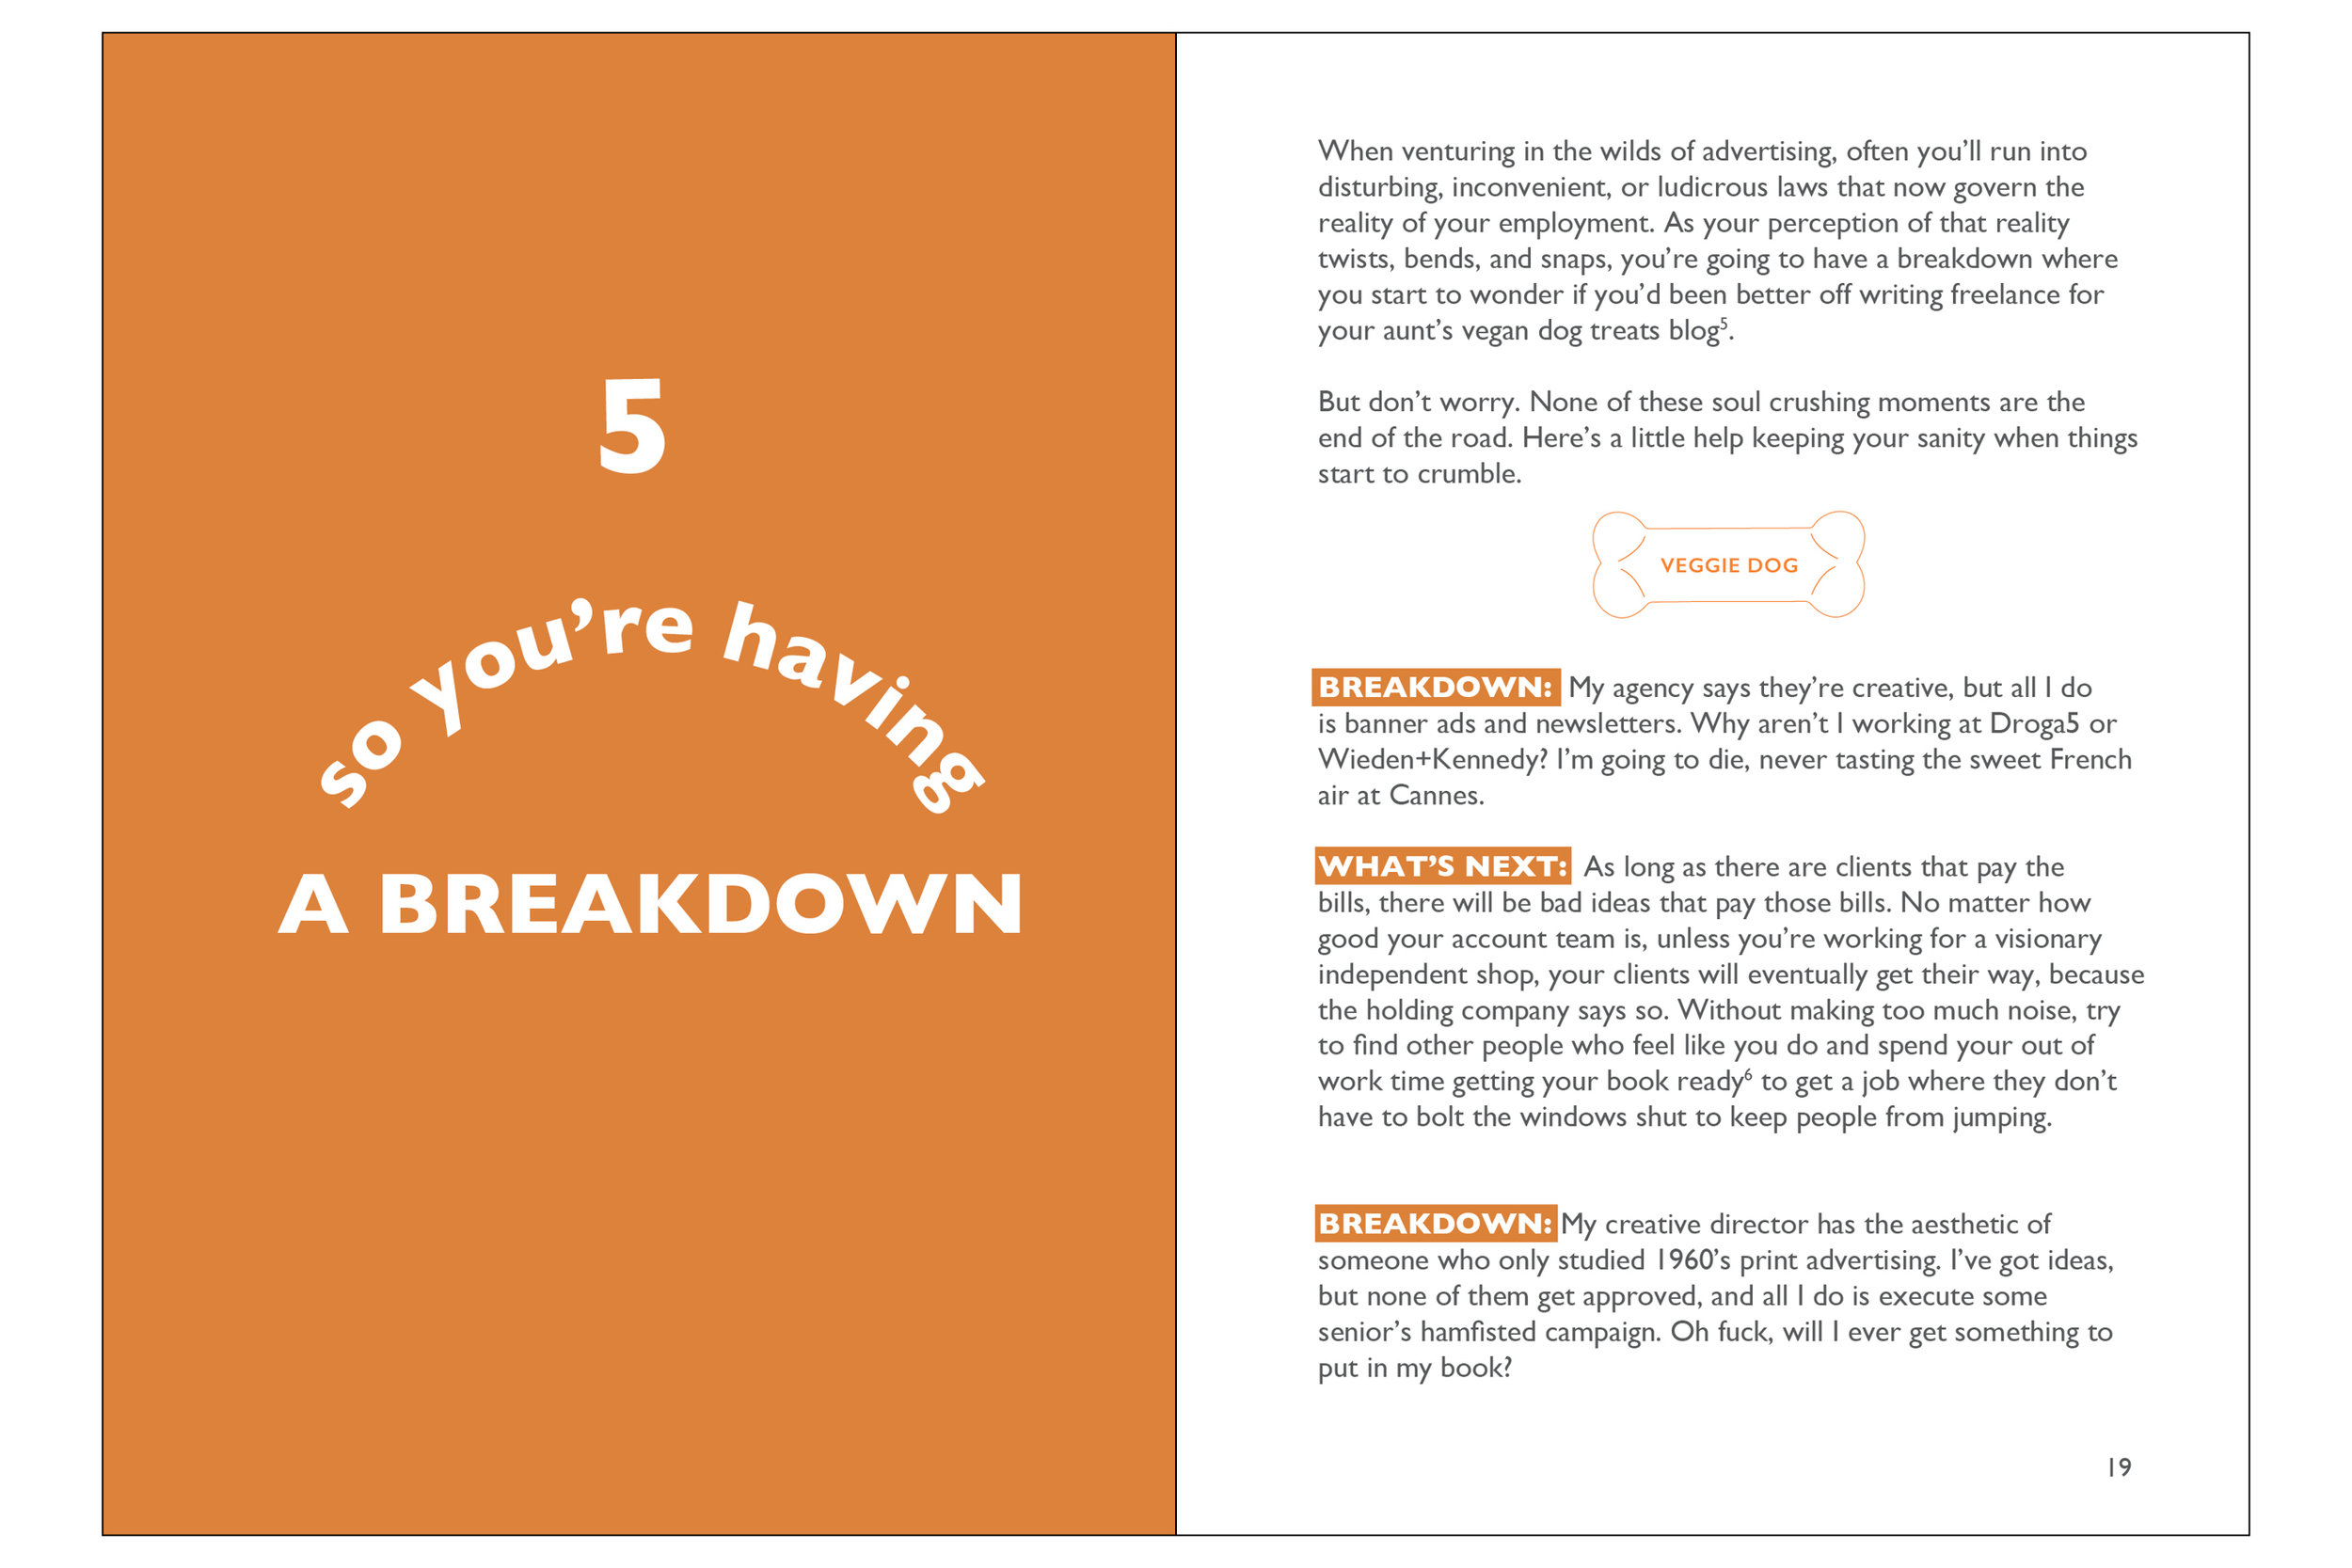 5
so you’re having
A BREAKDOWN
When venturing in the wilds of advertising, often you’ll run into
disturbing, inconvenient, or ludicrous laws that now govern the
reality of your employment. As your perception of that reality
twists, bends, and snaps, you’re going to have a breakdown where
you start to wonder if you’d been better off writing freelance for
your aunt’s vegan dog treats blog⁵.
But don’t worry. None of these soul crushing moments are the
end of the road. Here’s a little help keeping your sanity when things
start to crumble.
VEGGIE DOG
BREAKDOWN: My agency says they’re creative, but all I do
is banner ads and newsletters. Why aren’t I working at Droga5 or
Wieden+Kennedy? I’m going to die, never tasting the sweet French
air at Cannes.
WHAT’S NEXT: As long as there are clients that pay the
bills, there will be bad ideas that pay those bills. No matter how
good your account team is, unless you’re working for a visionary
independent shop, your clients will eventually get their way, because
the holding company says so. Without making too much noise, try
to find other people who feel like you do and spend your out of
work time getting your book ready⁶ to get a job where they don’t
have to bolt the windows shut to keep people from jumping.
BREAKDOWN: My creative director has the aesthetic of
someone who only studied 1960’s print advertising. I’ve got ideas,
but none of them get approved, and all I do is execute some
senior’s hamfisted campaign. Oh fuck, will I ever get something to
put in my book?
19